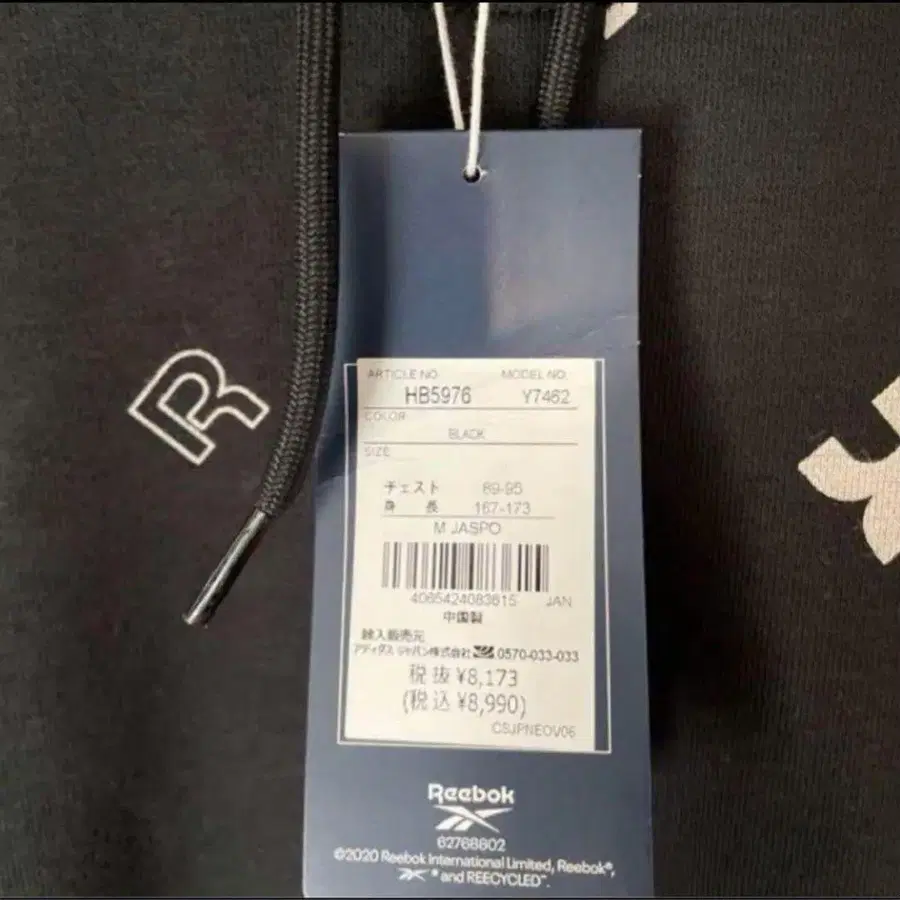 R
ARTICLE NO. MODEL NO.
HB5976 Y7462
COLOR
BLACK
SIZE
チェスト 89-95
身 長 167-173
M JASPO
4065424083615 JAN
中国製
輸入販売元
アディダス ジャパン株式会社 0570-033-033
税 抜 ¥8,173
(税 込 ¥8,990)
CSJPNEOV06
Reebok
62768802
©2020 Reebok International Limited, Reebok®,
® and REECYCLED™.